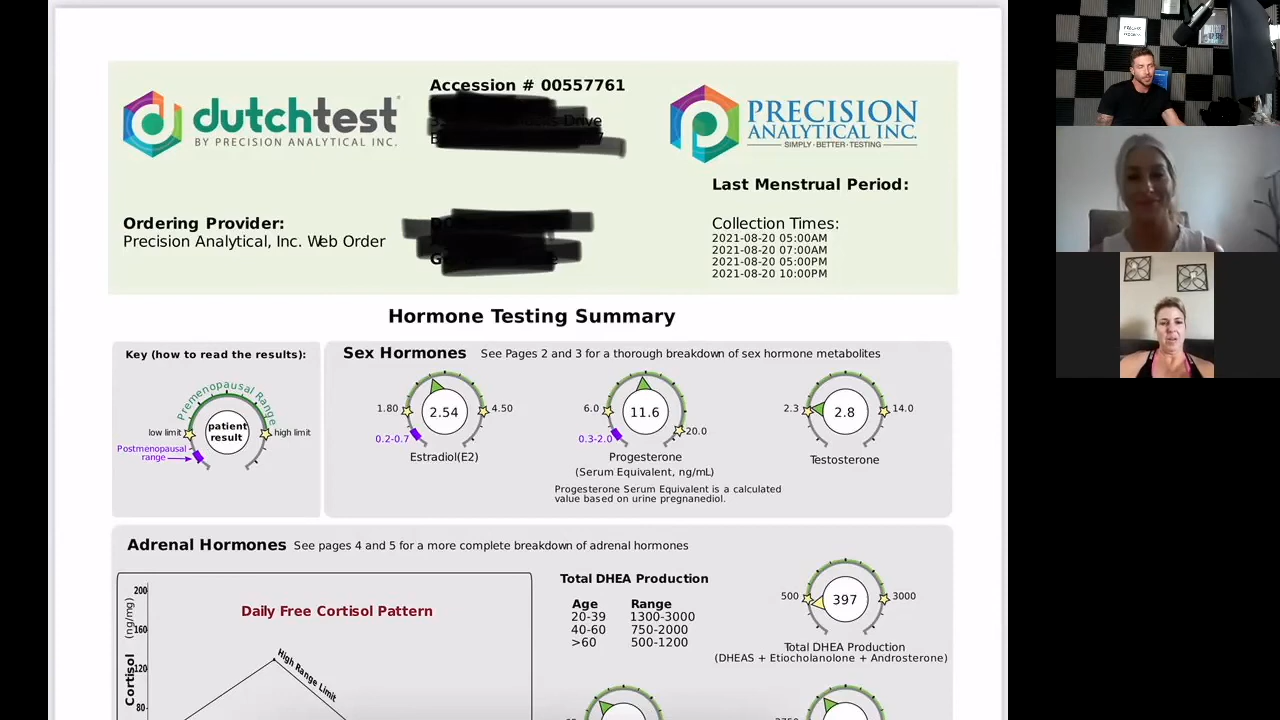 dutchtest
BY PRECISION ANALYTICAL INC.
Accession # 00557761
Drive
PRECISION
ANALYTICAL INC.
SIMPLY · BETTER · TESTING
Last Menstrual Period:
Ordering Provider:
Precision Analytical, Inc. Web Order
Collection Times:
2021-08-20 05:00AM
2021-08-20 07:00AM
2021-08-20 05:00PM
2021-08-20 10:00PM
Hormone Testing Summary
Key (how to read the results):
Premenopausal Range
low limit
patient
result
high limit
Postmenopausal
range
Sex Hormones See Pages 2 and 3 for a thorough breakdown of sex hormone metabolites
1.80
2.54
4.50
0.2-0.7
Estradiol(E2)
6.0
11.6
20.0
0.3-2.0
Progesterone
(Serum Equivalent, ng/mL)
Progesterone Serum Equivalent is a calculated
value based on urine pregnanediol.
2.3
2.8
14.0
Testosterone
Adrenal Hormones See pages 4 and 5 for a more complete breakdown of adrenal hormones
Daily Free Cortisol Pattern
200
160
120
80
Cortisol (ng/mg)
High Range Limit
Total DHEA Production
Age Range
20-39 1300-3000
40-60 750-2000
>60 500-1200
500
397
3000
Total DHEA Production
(DHEAS + Etiocholanolone + Androsterone)